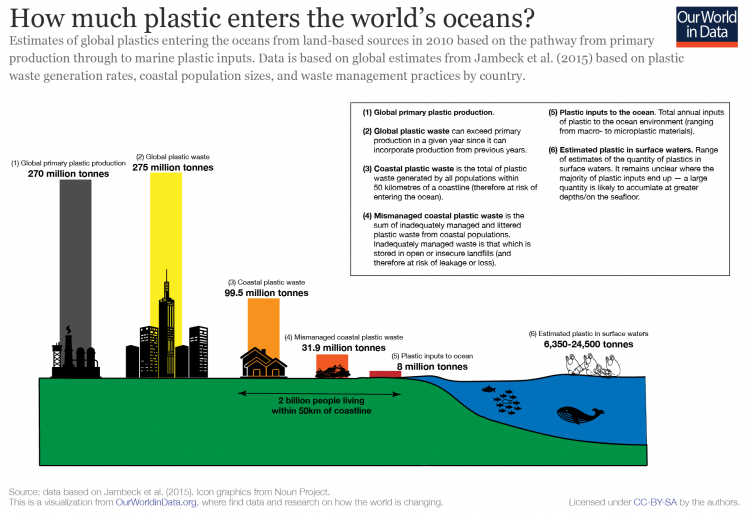 How much plastic enters the world's oceans?
Our World
in Data
Estimates of global plastics entering the oceans from land-based sources in 2010 based on the pathway from primary
production through to marine plastic inputs. Data is based on global estimates from Jambeck et al. (2015) based on plastic
waste generation rates, coastal population sizes, and waste management practices by country.
(1) Global primary plastic production.
(2) Global plastic waste can exceed primary
production in a given year since it can
incorporate production from previous years.
(3) Coastal plastic waste is the total of plastic
waste generated by all populations within
50 kilometres of a coastline (therefore at risk of
entering the ocean).
(4) Mismanaged coastal plastic waste is the
sum of inadequately managed and littered
plastic waste from coastal populations.
Inadequately managed waste is that which is
stored in open or insecure landfills (and
therefore at risk of leakage or loss).
(5) Plastic inputs to the ocean. Total annual inputs
of plastic to the ocean environment (ranging
from macro- to microplastic materials).
(6) Estimated plastic in surface waters. Range
of estimates of the quantity of plastics in
surface waters. It remains unclear where the
majority of plastic inputs end up — a large
quantity is likely to accumlate at greater
depths/on the seafloor.
(1) Global primary plastic production
270 million tonnes
(2) Global plastic waste
275 million tonnes
(3) Coastal plastic waste
99.5 million tonnes
(4) Mismanaged coastal plastic waste
31.9 million tonnes
(5) Plastic inputs to ocean
8 million tonnes
(6) Estimated plastic in surface waters
6,350-24,500 tonnes
2 billion people living
within 50km of coastline
Source: data based on Jambeck et al. (2015). Icon graphics from Noun Project.
This is a visualization from OurWorldinData.org, where find data and research on how the world is changing.
Licensed under CC-BY-SA by the authors.